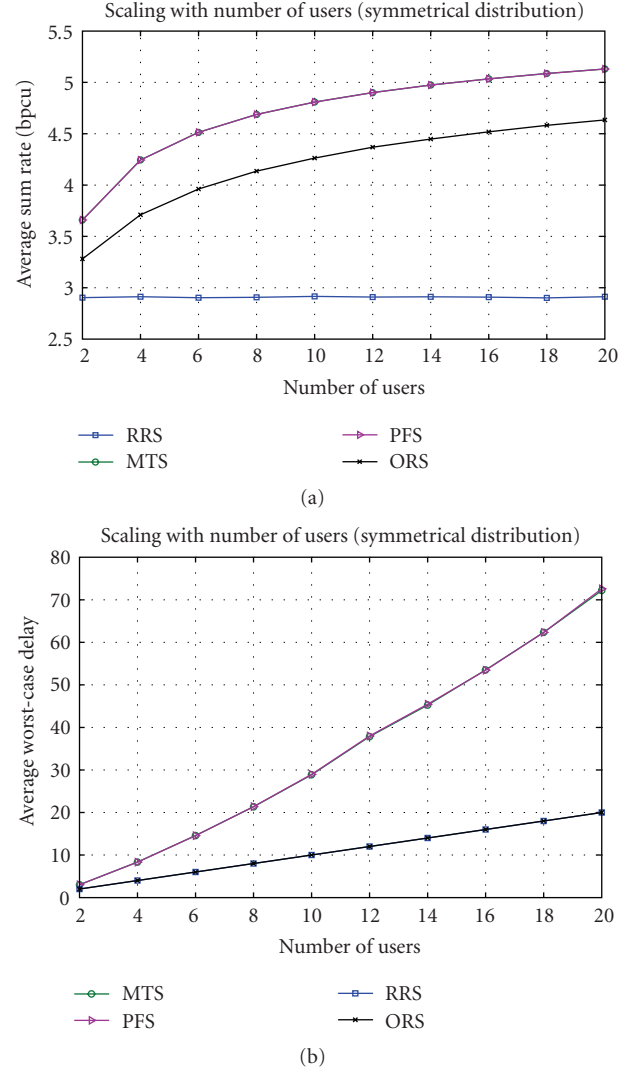 Scaling with number of users (symmetrical distribution)
5.5
5
4.5
4
3.5
3
2.5
Average sum rate (bpcu)
2 4 6 8 10 12 14 16 18 20
Number of users
RRS PFS
MTS ORS
(a)
Scaling with number of users (symmetrical distribution)
80
70
60
50
40
30
20
10
0
Average worst-case delay
2 4 6 8 10 12 14 16 18 20
Number of users
MTS RRS
PFS ORS
(b)